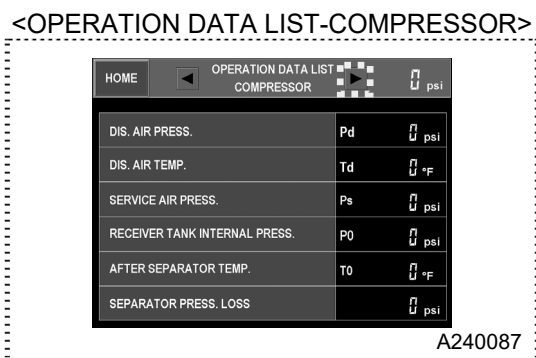 <OPERATION DATA LIST-COMPRESSOR>
HOME ◀ OPERATION DATA LIST ▶ 0 psi
COMPRESSOR
DIS. AIR PRESS. Pd 0 psi
DIS. AIR TEMP. Td 0 °F
SERVICE AIR PRESS. Ps 0 psi
RECEIVER TANK INTERNAL PRESS. P0 0 psi
AFTER SEPARATOR TEMP. T0 0 °F
SEPARATOR PRESS. LOSS 0 psi
A240087